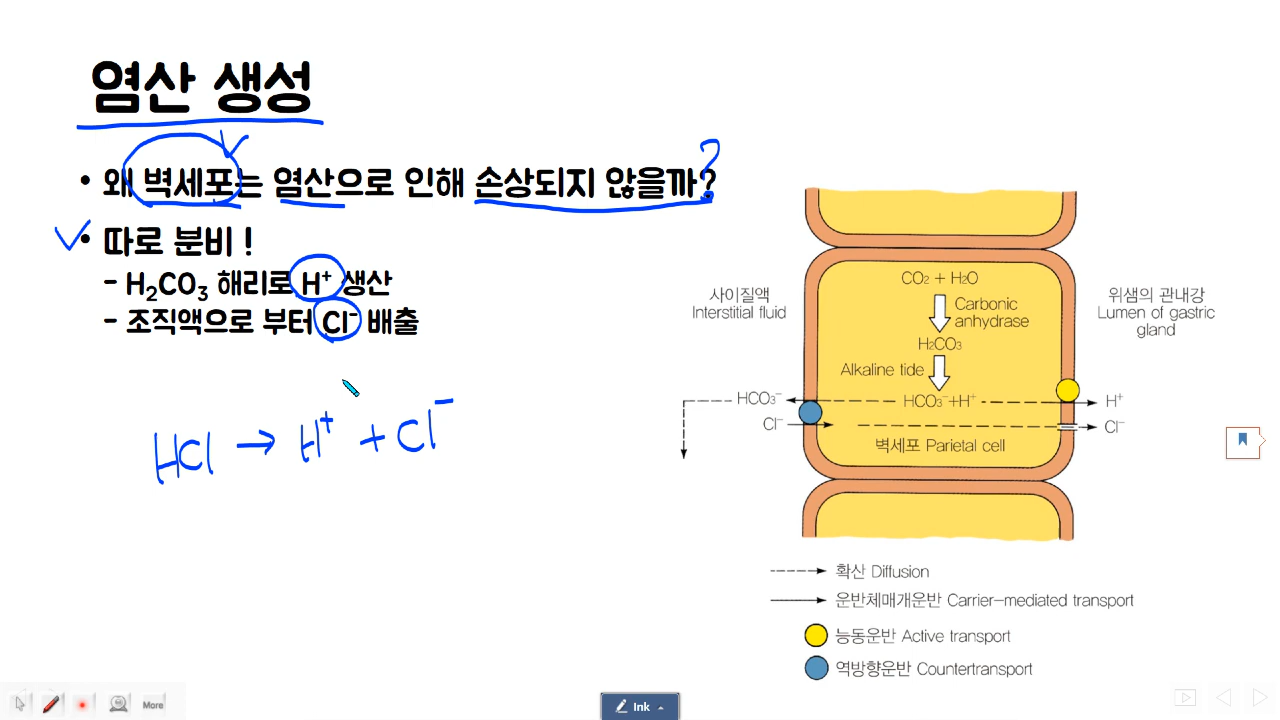 염산 생성
• 왜 벽세포는 염산으로 인해 손상되지 않을까?
• 따로 분비 !
- H₂CO₃ 해리로 H⁺ 생산
- 조직액으로 부터 Cl⁻ 배출
HCl → H⁺ + Cl⁻
사이질액
Interstitial fluid
CO₂ + H₂O
Carbonic
anhydrase
H₂CO₃
Alkaline tide
HCO₃⁻
HCO₃⁻+H⁺
H⁺
Cl⁻
Cl⁻
벽세포 Parietal cell
위샘의 관내강
Lumen of gastric
gland
확산 Diffusion
운반체매개운반 Carrier-mediated transport
능동운반 Active transport
역방향운반 Countertransport
More
Ink